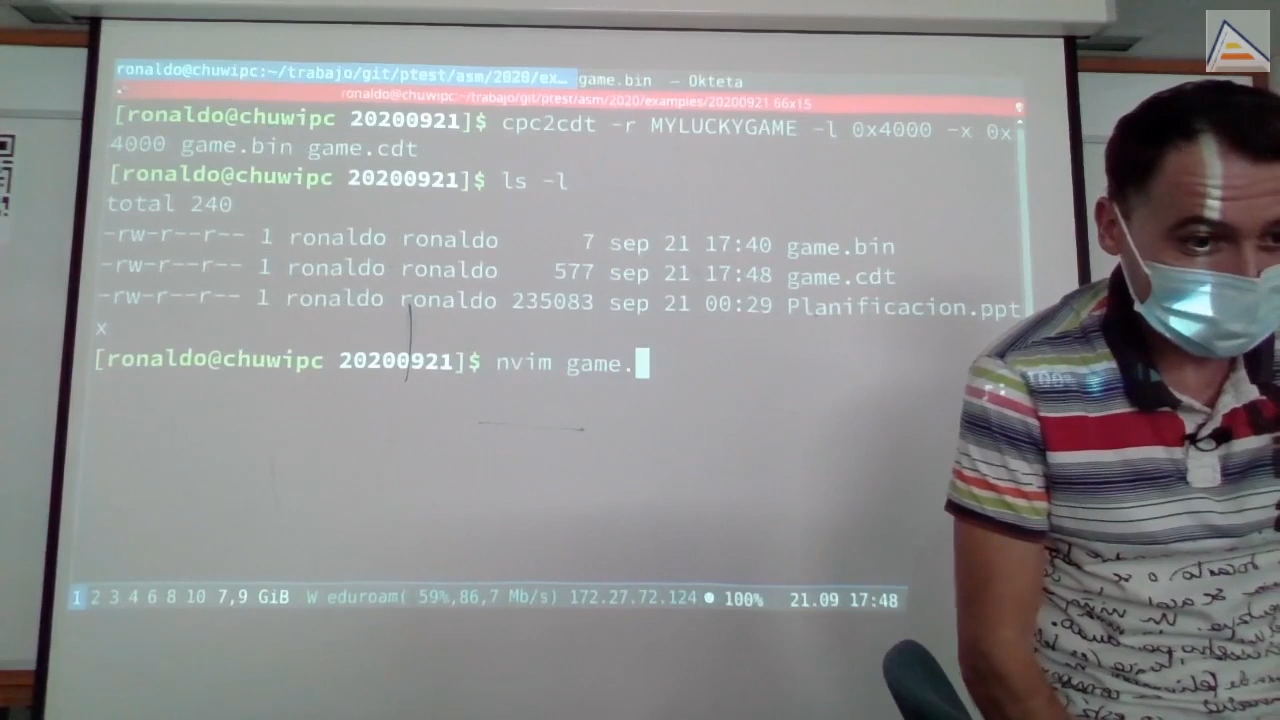 ronaldo@chuwipc:~/trabajo/git/ptest/asm/2020/ex… game.bin — Okteta
ronaldo@chuwipc:~/trabajo/git/ptest/asm/2020/examples/20200921 66x15
[ronaldo@chuwipc 20200921]$ cpc2cdt -r MYLUCKYGAME -l 0x4000 -x 0x
4000 game.bin game.cdt
[ronaldo@chuwipc 20200921]$ ls -l
total 240
-rw-r--r-- 1 ronaldo ronaldo 7 sep 21 17:40 game.bin
-rw-r--r-- 1 ronaldo ronaldo 577 sep 21 17:48 game.cdt
-rw-r--r-- 1 ronaldo ronaldo 235083 sep 21 00:29 Planificacion.ppt
x
[ronaldo@chuwipc 20200921]$ nvim game.
1 2 3 4 6 8 10 7,9 GiB W eduroam( 59%,86,7 Mb/s) 172.27.72.124 ● 100% 21.09 17:48